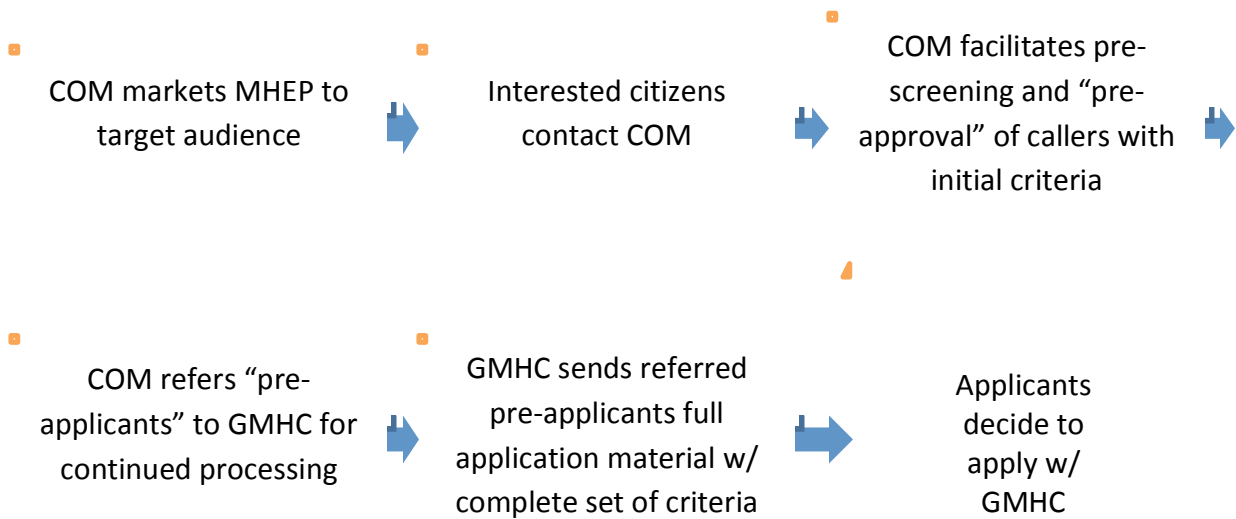 COM markets MHEP to
target audience
Interested citizens
contact COM
COM facilitates pre-
screening and “pre-
approval” of callers with
initial criteria
COM refers “pre-
applicants” to GMHC for
continued processing
GMHC sends referred
pre-applicants full
application material w/
complete set of criteria
Applicants
decide to
apply w/
GMHC